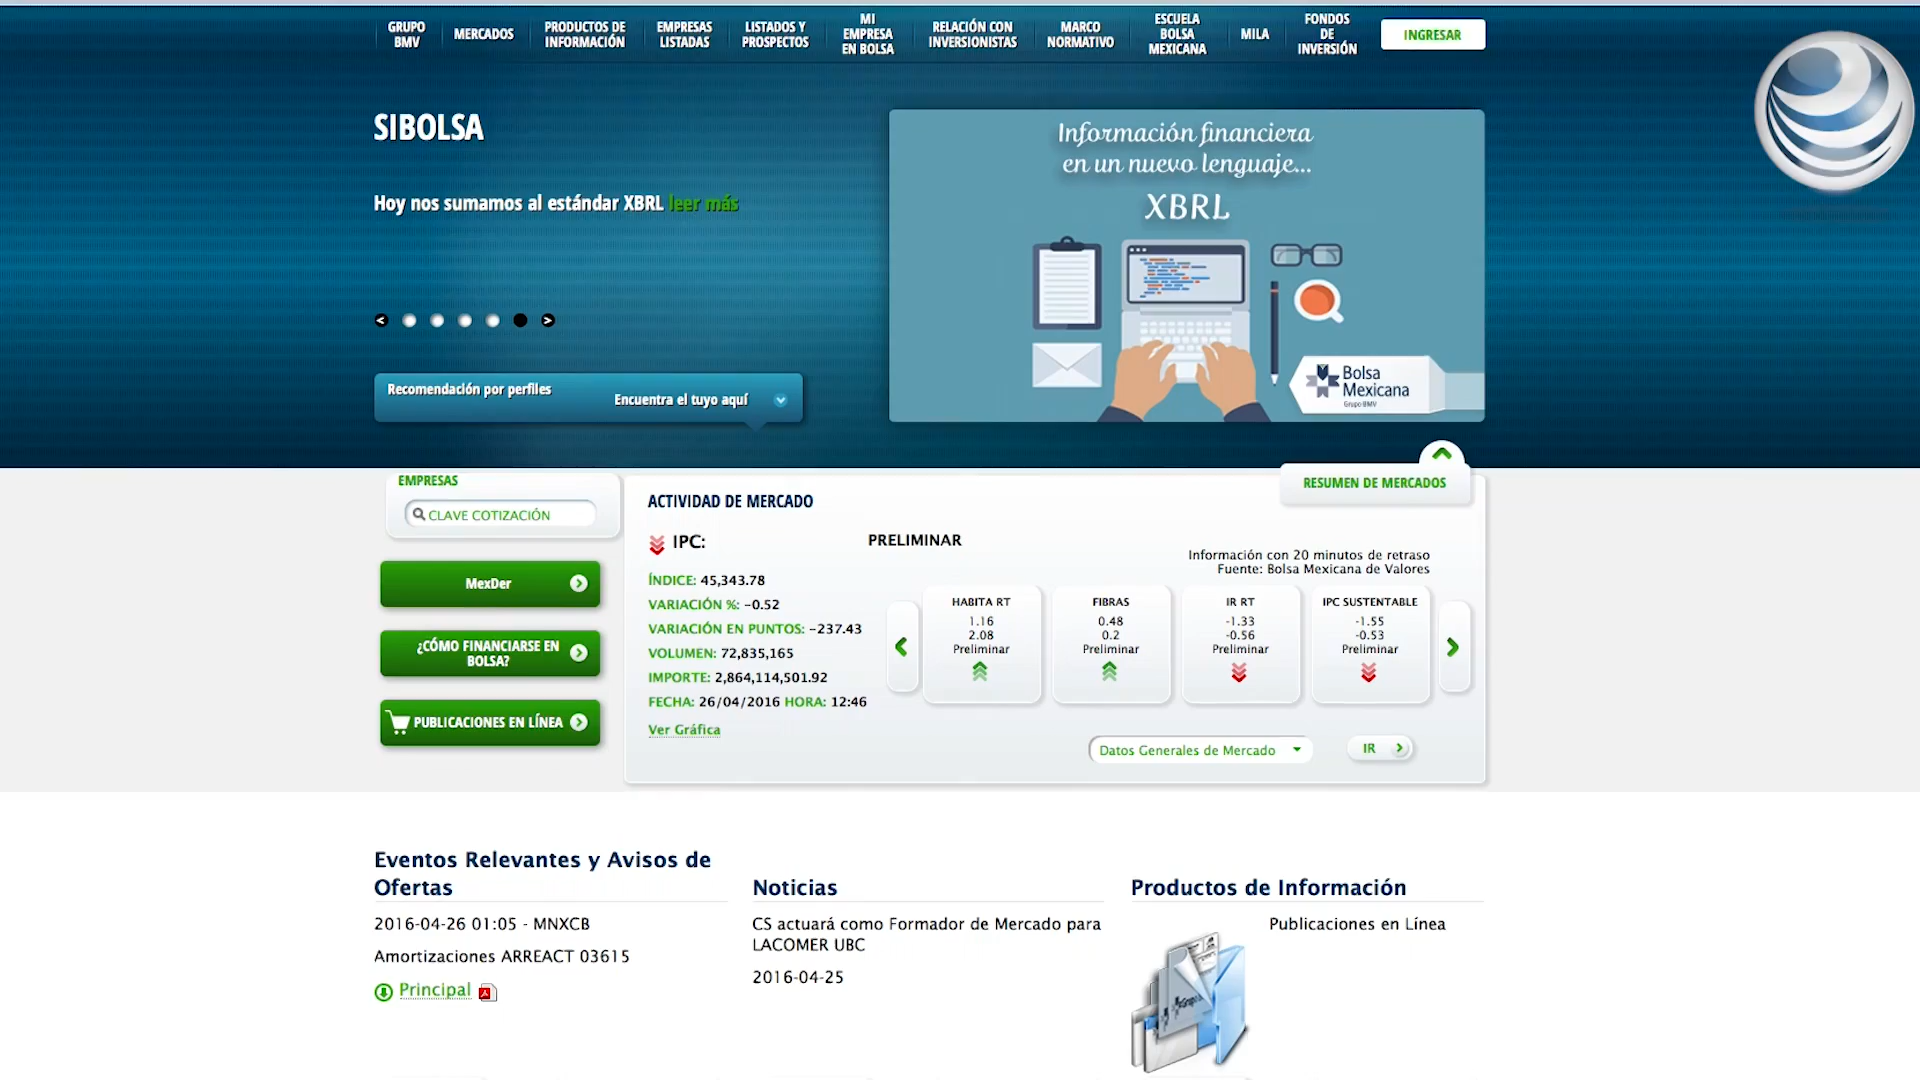 GRUPO
BMV
MERCADOS
PRODUCTOS DE
INFORMACIÓN
EMPRESAS
LISTADAS
LISTADOS Y
PROSPECTOS
MI
EMPRESA
EN BOLSA
RELACIÓN CON
INVERSIONISTAS
MARCO
NORMATIVO
ESCUELA
BOLSA
MEXICANA
MILA
FONDOS
DE
INVERSIÓN
INGRESAR
SIBOLSA
Hoy nos sumamos al estándar XBRL leer más
Información financiera
en un nuevo lenguaje...
XBRL
Bolsa
Mexicana
Grupo BMV
Recomendación por perfiles
Encuentra el tuyo aquí
EMPRESAS
CLAVE COTIZACIÓN
MexDer
¿CÓMO FINANCIARSE EN
BOLSA?
PUBLICACIONES EN LÍNEA
ACTIVIDAD DE MERCADO
RESUMEN DE MERCADOS
IPC:
PRELIMINAR
Información con 20 minutos de retraso
Fuente: Bolsa Mexicana de Valores
ÍNDICE: 45,343.78
VARIACIÓN %: -0.52
VARIACIÓN EN PUNTOS: -237.43
VOLUMEN: 72,835,165
IMPORTE: 2,864,114,501.92
FECHA: 26/04/2016 HORA: 12:46
Ver Gráfica
HABITA RT
1.16
2.08
Preliminar
FIBRAS
0.48
0.2
Preliminar
IR RT
-1.33
-0.56
Preliminar
IPC SUSTENTABLE
-1.55
-0.53
Preliminar
Datos Generales de Mercado
IR
Eventos Relevantes y Avisos de
Ofertas
2016-04-26 01:05 - MNXCB
Amortizaciones ARREACT 03615
Principal
Noticias
CS actuará como Formador de Mercado para
LACOMER UBC
2016-04-25
Productos de Información
Publicaciones en Línea